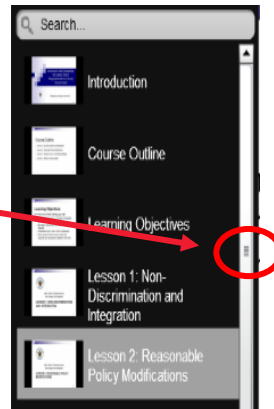 Search...
Introduction
Course Outline
Learning Objectives
Lesson 1: Non-
Discrimination and
Integration
Lesson 2: Reasonable
Policy Modifications